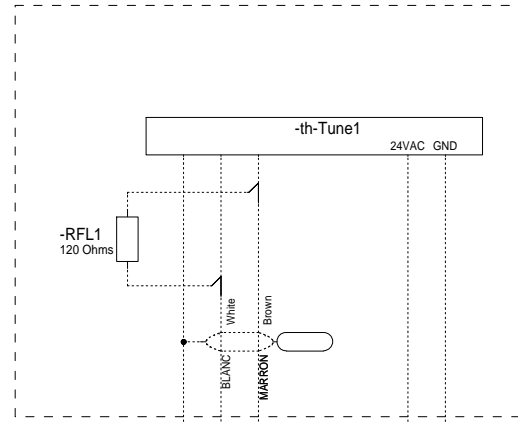 -th-Tune1
24VAC GND
-RFL1
120 Ohms
White
Brown
BLANC
MARRON